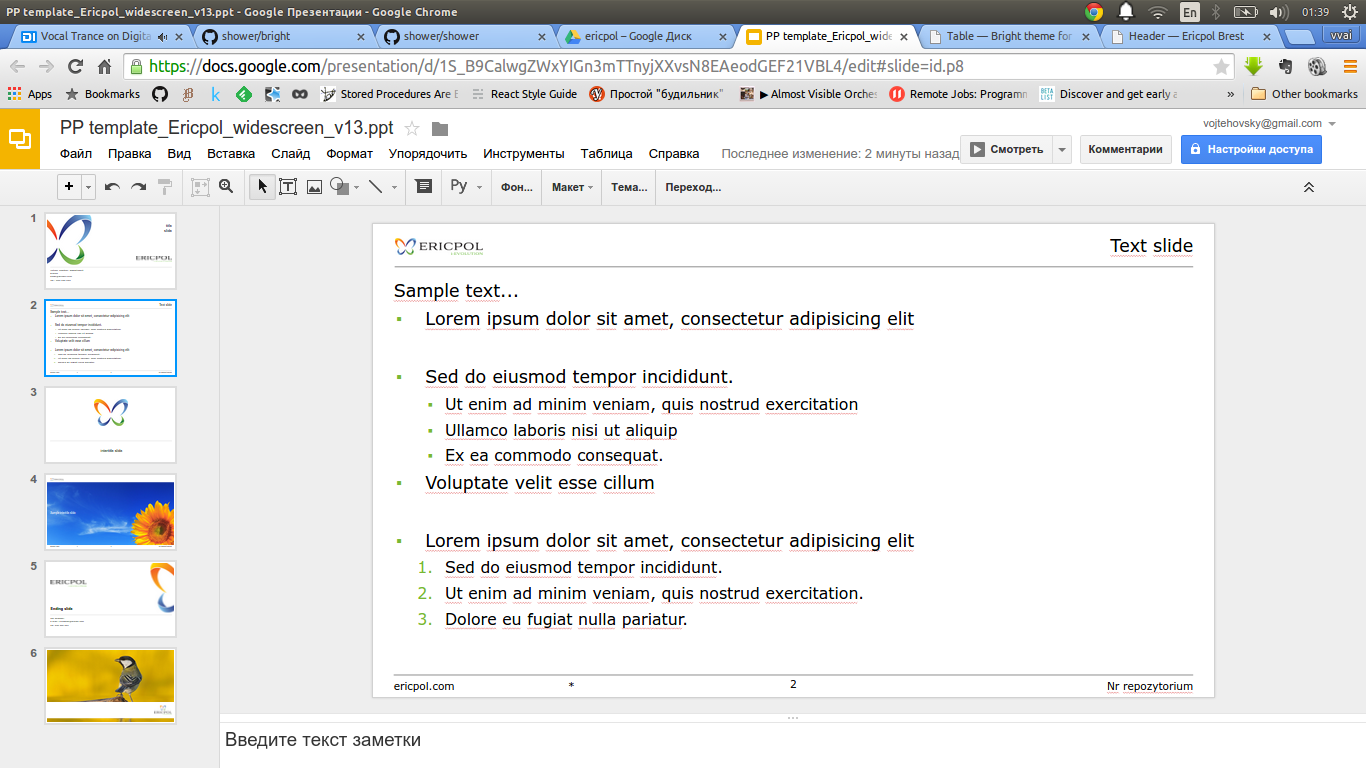 PP template_Ericpol_widescreen_v13.ppt - Google Презентации - Google Chrome
En
01:39
Vocal Trance on Digita
shower/bright
shower/shower
ericpol – Google Диск
PP template_Ericpol_wide
Table — Bright theme for
Header — Ericpol Brest
vvai
https://docs.google.com/presentation/d/1S_B9CalwgZWxYIGn3mTTnyjXXvsN8EAeodGEF21VBL4/edit#slide=id.p8
Apps
Bookmarks
Stored Procedures Are E
React Style Guide
Простой "будильник"
▶ Almost Visible Orches
Remote Jobs: Programm
BETA LIST
Discover and get early a
»
Other bookmarks
PP template_Ericpol_widescreen_v13.ppt
vojtehovsky@gmail.com
Файл Правка Вид Вставка Слайд Формат Упорядочить Инструменты Таблица Справка
Последнее изменение: 2 минуты назад
Смотреть
Комментарии
Настройки доступа
Py
Фон...
Макет
Тема...
Переход...
1
title
slide
ERICPOL
2
3
4
5
ERICPOL
Ending slide
6
ERICPOL
Text slide
Sample text...
▪ Lorem ipsum dolor sit amet, consectetur adipisicing elit
▪ Sed do eiusmod tempor incididunt.
▪ Ut enim ad minim veniam, quis nostrud exercitation
▪ Ullamco laboris nisi ut aliquip
▪ Ex ea commodo consequat.
▪ Voluptate velit esse cillum
▪ Lorem ipsum dolor sit amet, consectetur adipisicing elit
1. Sed do eiusmod tempor incididunt.
2. Ut enim ad minim veniam, quis nostrud exercitation.
3. Dolore eu fugiat nulla pariatur.
ericpol.com
*
2
Nr repozytorium
Введите текст заметки